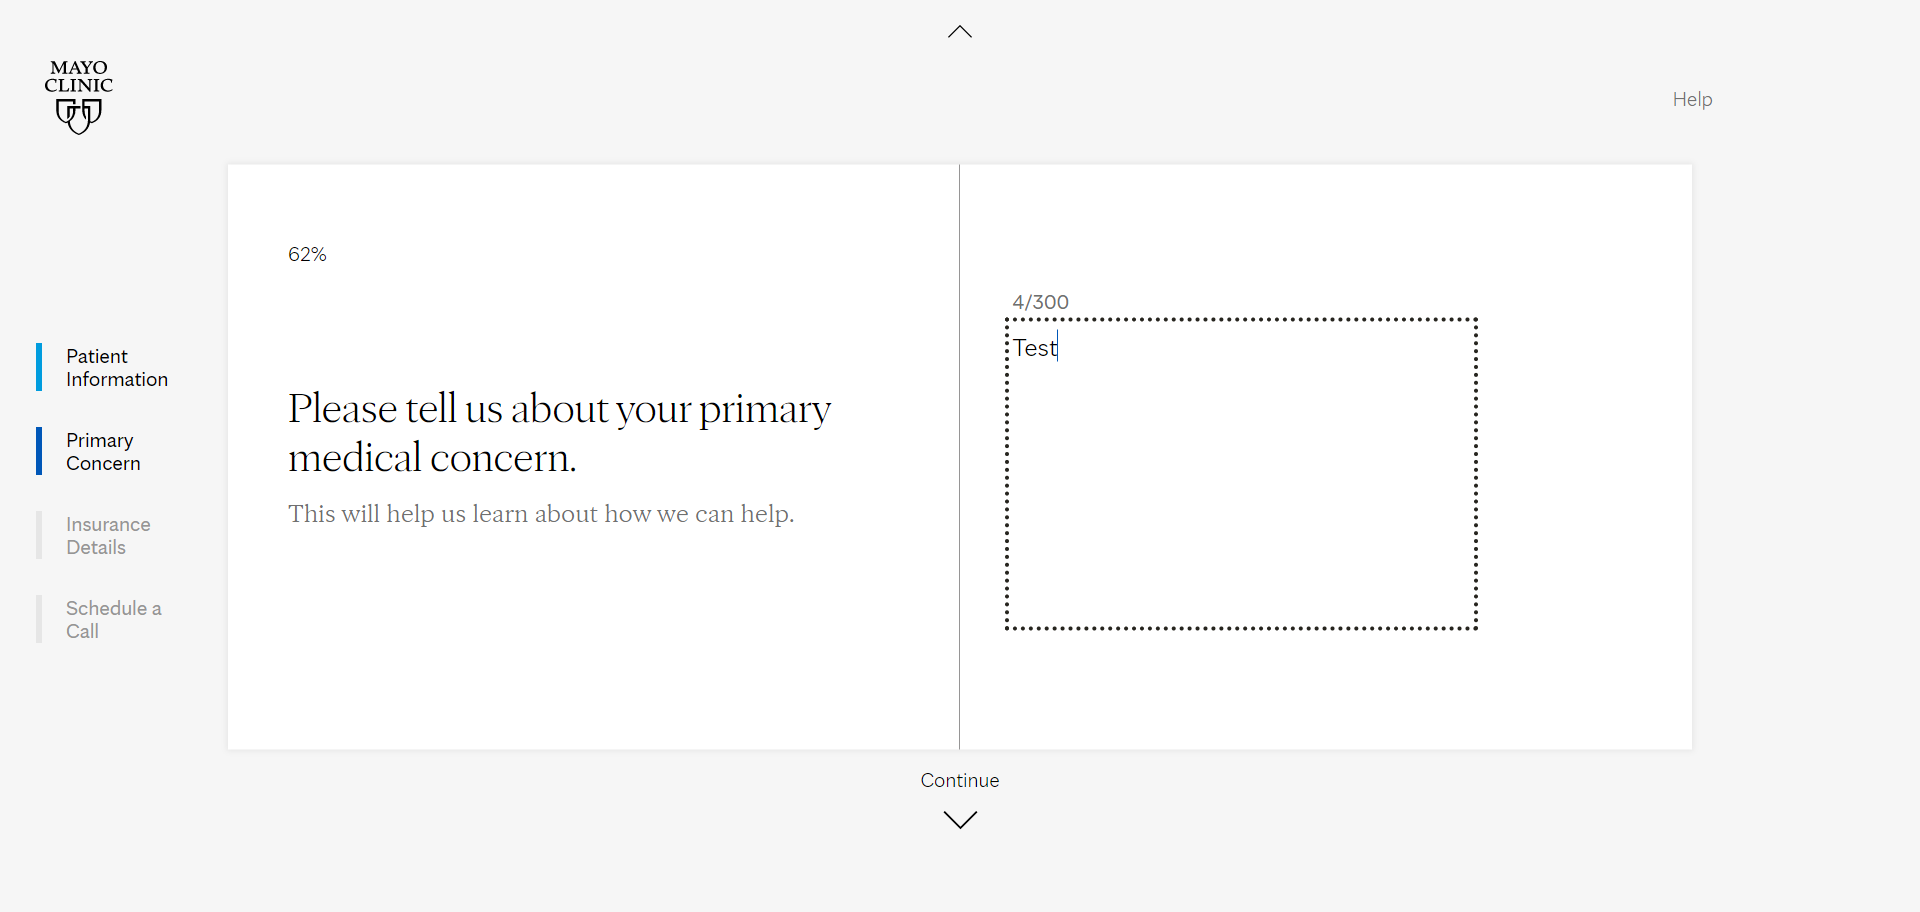 MAYO
CLINIC
Help
62%
4/300
Test
Patient
Information
Primary
Concern
Insurance
Details
Schedule a
Call
Please tell us about your primary
medical concern.
This will help us learn about how we can help.
Continue